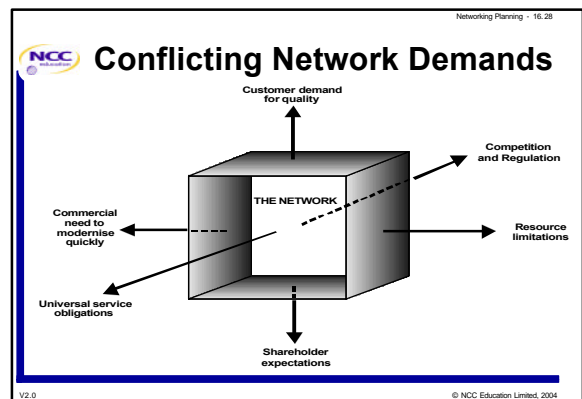 Networking Planning - 16. 28
NCC
education
Conflicting Network Demands
Customer demand
for quality
Competition
and Regulation
THE NETWORK
Commercial
need to
modernise
quickly
Resource
limitations
Universal service
obligations
Shareholder
expectations
V2.0
© NCC Education Limited, 2004